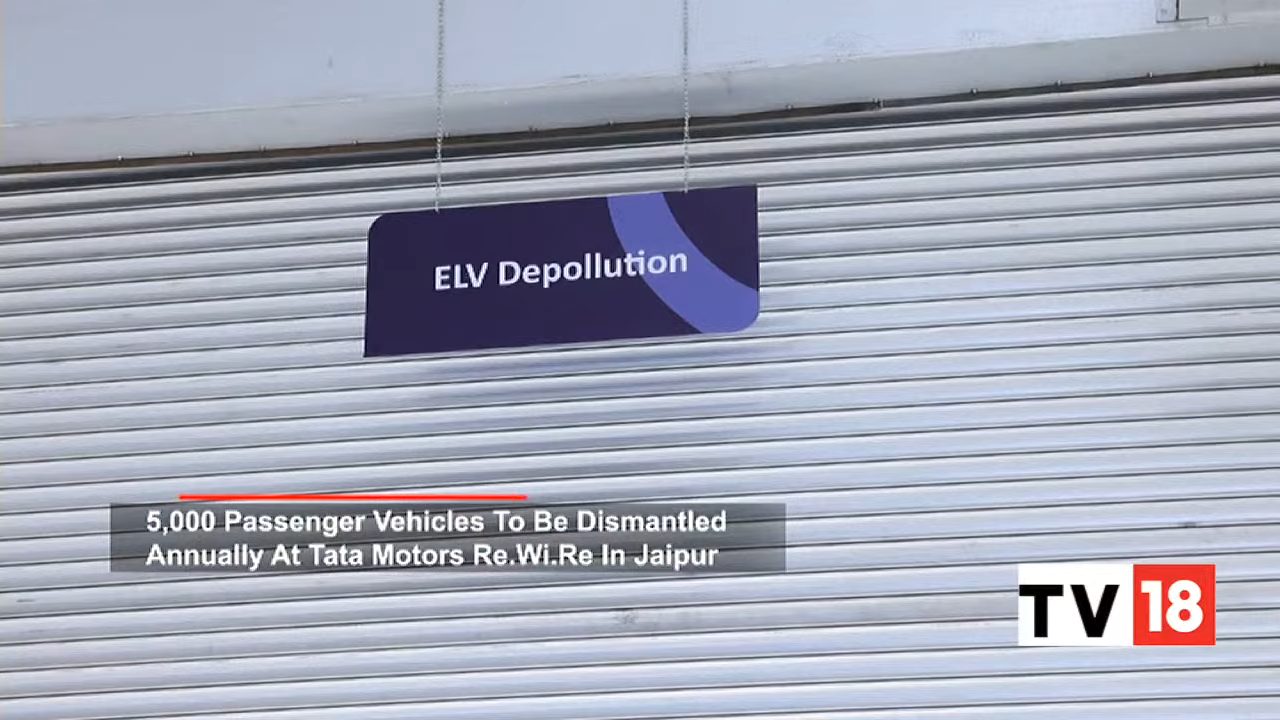 ELV Depollution
5,000 Passenger Vehicles To Be Dismantled
Annually At Tata Motors Re.Wi.Re In Jaipur
TV18